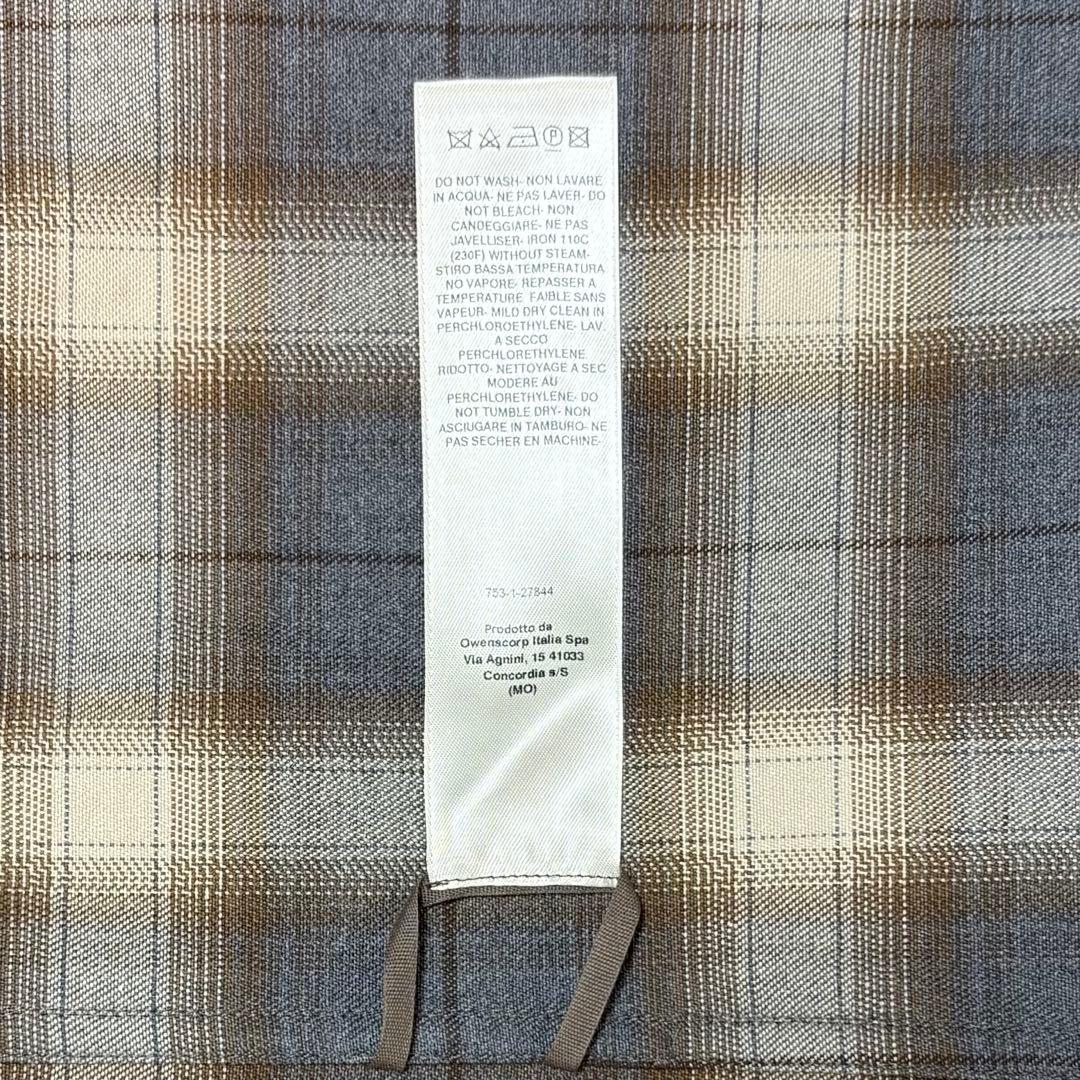 P
DO NOT WASH- NON LAVARE
IN ACQUA- NE PAS LAVER- DO
NOT BLEACH- NON
CANDEGGIARE- NE PAS
JAVELLISER- IRON 110C
(230F) WITHOUT STEAM-
STIRO BASSA TEMPERATURA
NO VAPORE- REPASSER A
TEMPERATURE FAIBLE SANS
VAPEUR- MILD DRY CLEAN IN
PERCHLOROETHYLENE- LAV.
A SECCO
PERCHLORETHYLENE
RIDOTTO- NETTOYAGE A SEC
MODERE AU
PERCHLORETHYLENE- DO
NOT TUMBLE DRY- NON
ASCIUGARE IN TAMBURO- NE
PAS SECHER EN MACHINE-
753-1-27844
Prodotto da
Owenscorp Italia Spa
Via Agnini, 15 41033
Concordia s/S
(MO)